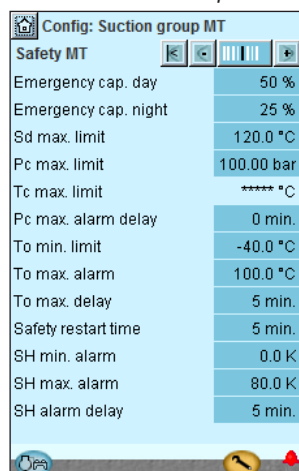 Config: Suction group MT
Safety MT
Emergency cap. day 50 %
Emergency cap. night 25 %
Sd max. limit 120.0 °C
Pc max. limit 100.00 bar
Tc max. limit ***** °C
Pc max. alarm delay 0 min.
To min. limit -40.0 °C
To max. alarm 100.0 °C
To max. delay 5 min.
Safety restart time 5 min.
SH min. alarm 0.0 K
SH max. alarm 80.0 K
SH alarm delay 5 min.